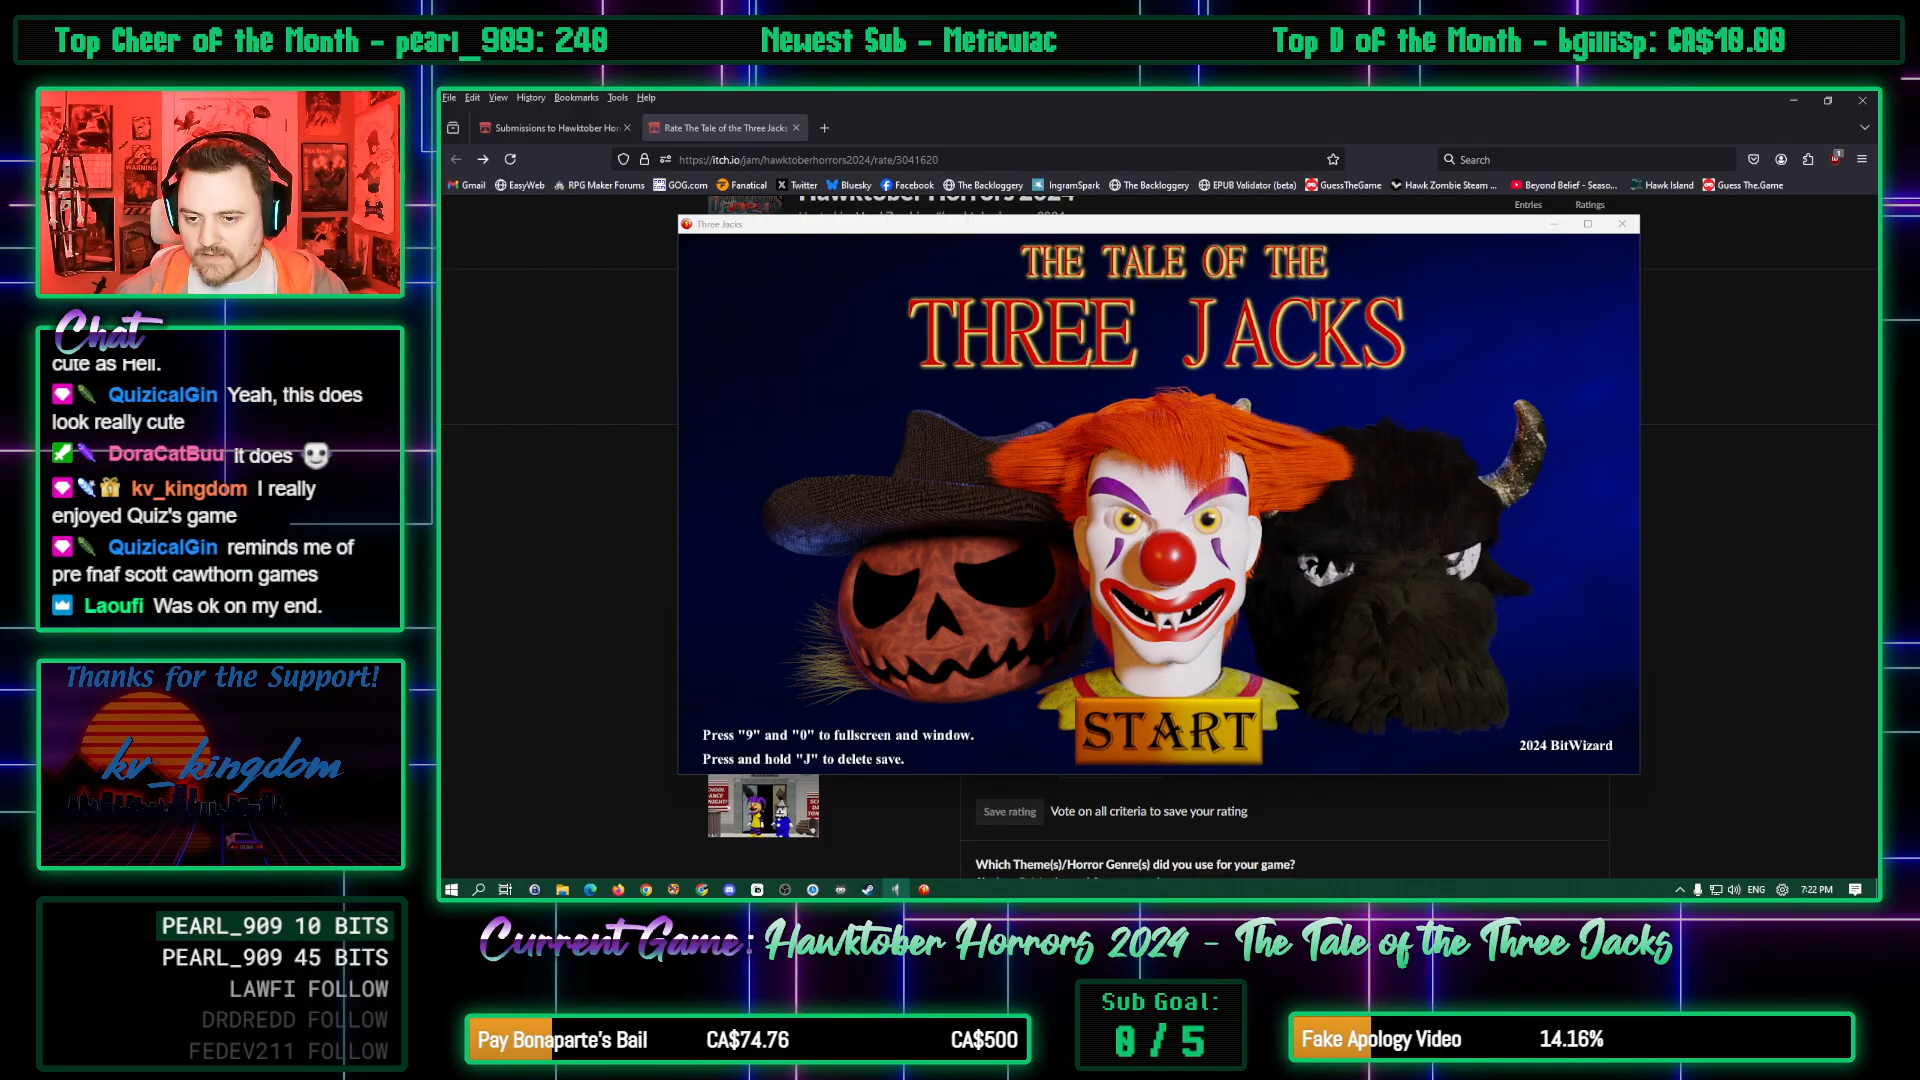 Top Cheer of the Month - pearl_909: 240
Newest Sub - Meticulac
Top D of the Month - bgillisp: CA$10.00
File Edit View History Bookmarks Tools Help
Submissions to Hawktober Hor
Rate The Tale of the Three Jacks
https://itch.io/jam/hawktoberhorrors2024/rate/3041620
Search
Gmail EasyWeb RPG Maker Forums GOG.com Fanatical Twitter Bluesky Facebook The Backloggery IngramSpark The Backloggery EPUB Validator (beta) GuessTheGame Hawk Zombie Steam ... Beyond Belief - Seaso... Hawk Island Guess The.Game
Hawktober Horrors 2024
Entries Ratings
Three Jacks
THE TALE OF THE
THREE JACKS
START
Press "9" and "0" to fullscreen and window.
Press and hold "J" to delete save.
2024 BitWizard
Save rating Vote on all criteria to save your rating
Which Theme(s)/Horror Genre(s) did you use for your game?
ENG 7:22 PM
WARNING
Chat
cute as Hell.
QuizicalGin Yeah, this does
look really cute
DoraCatBuu it does
kv_kingdom I really
enjoyed Quiz's game
QuizicalGin reminds me of
pre fnaf scott cawthorn games
Laoufi Was ok on my end.
Thanks for the Support!
kv_kingdom
PEARL_909 10 BITS
PEARL_909 45 BITS
LAWFI FOLLOW
DRDREDD FOLLOW
FEDEV211 FOLLOW
Current Game: Hawktober Horrors 2024 - The Tale of the Three Jacks
Pay Bonaparte's Bail CA$74.76 CA$500
Sub Goal:
0 / 5
Fake Apology Video 14.16%